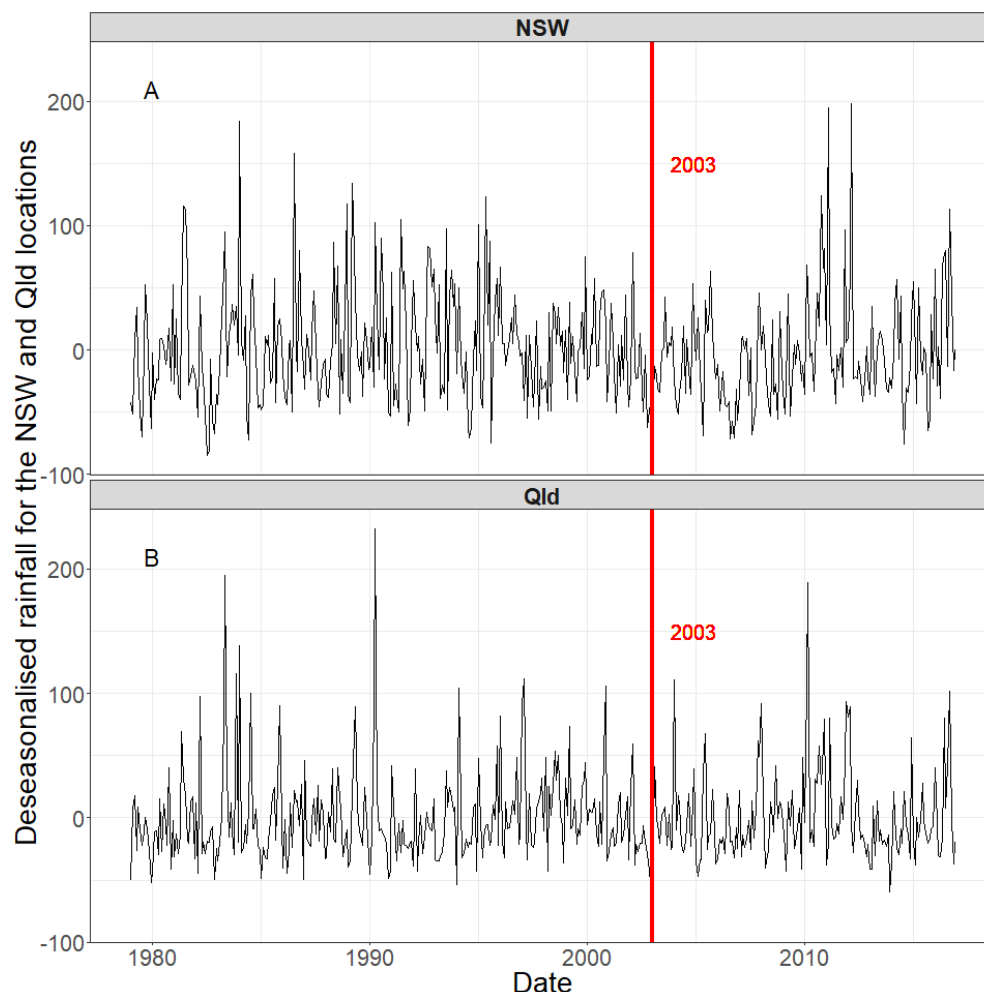 NSW
A
200
2003
100
0
-100
Qld
B
200
2003
100
0
-100
1980 1990 2000 2010
Date
Deseasonalised rainfall for the NSW and Qld locations